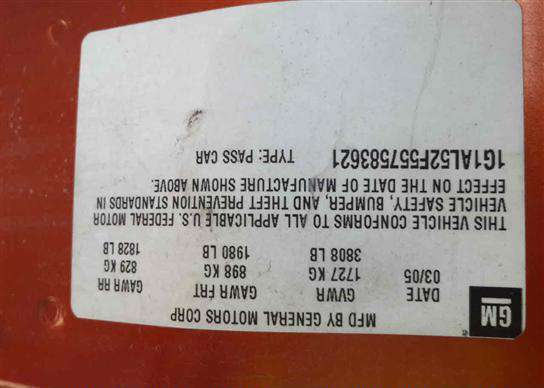 GM
MFD BY GENERAL MOTORS CORP
DATE GVWR GAWR FRT GAWR RR
03/05 1727 KG 898 KG 829 KG
3808 LB 1980 LB 1828 LB
THIS VEHICLE CONFORMS TO ALL APPLICABLE U.S. FEDERAL MOTOR
VEHICLE SAFETY, BUMPER, AND THEFT PREVENTION STANDARDS IN
EFFECT ON THE DATE OF MANUFACTURE SHOWN ABOVE.
1G1AL52F557583621 TYPE: PASS CAR